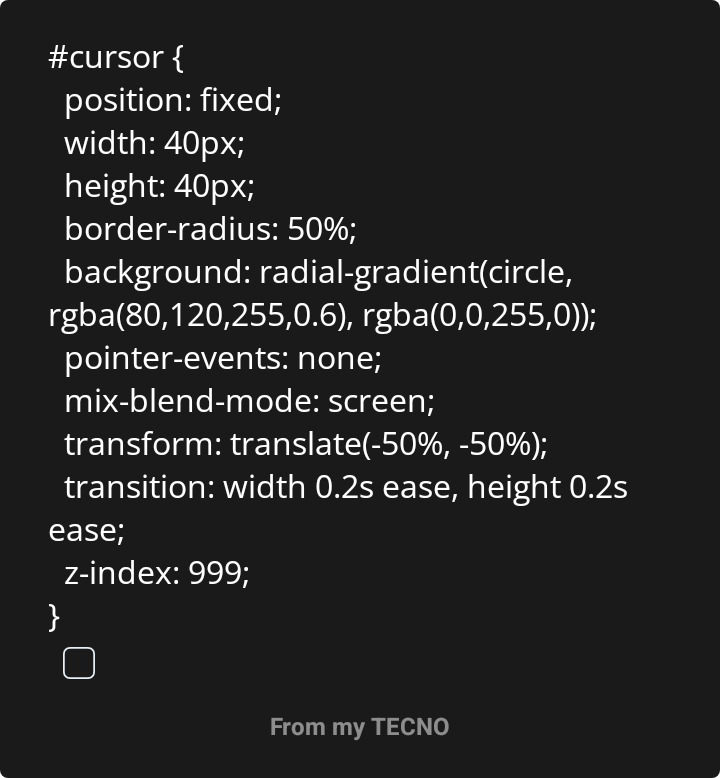 #cursor {
  position: fixed;
  width: 40px;
  height: 40px;
  border-radius: 50%;
  background: radial-gradient(circle,
rgba(80,120,255,0.6), rgba(0,0,255,0));
  pointer-events: none;
  mix-blend-mode: screen;
  transform: translate(-50%, -50%);
  transition: width 0.2s ease, height 0.2s
ease;
  z-index: 999;
}
From my TECNO